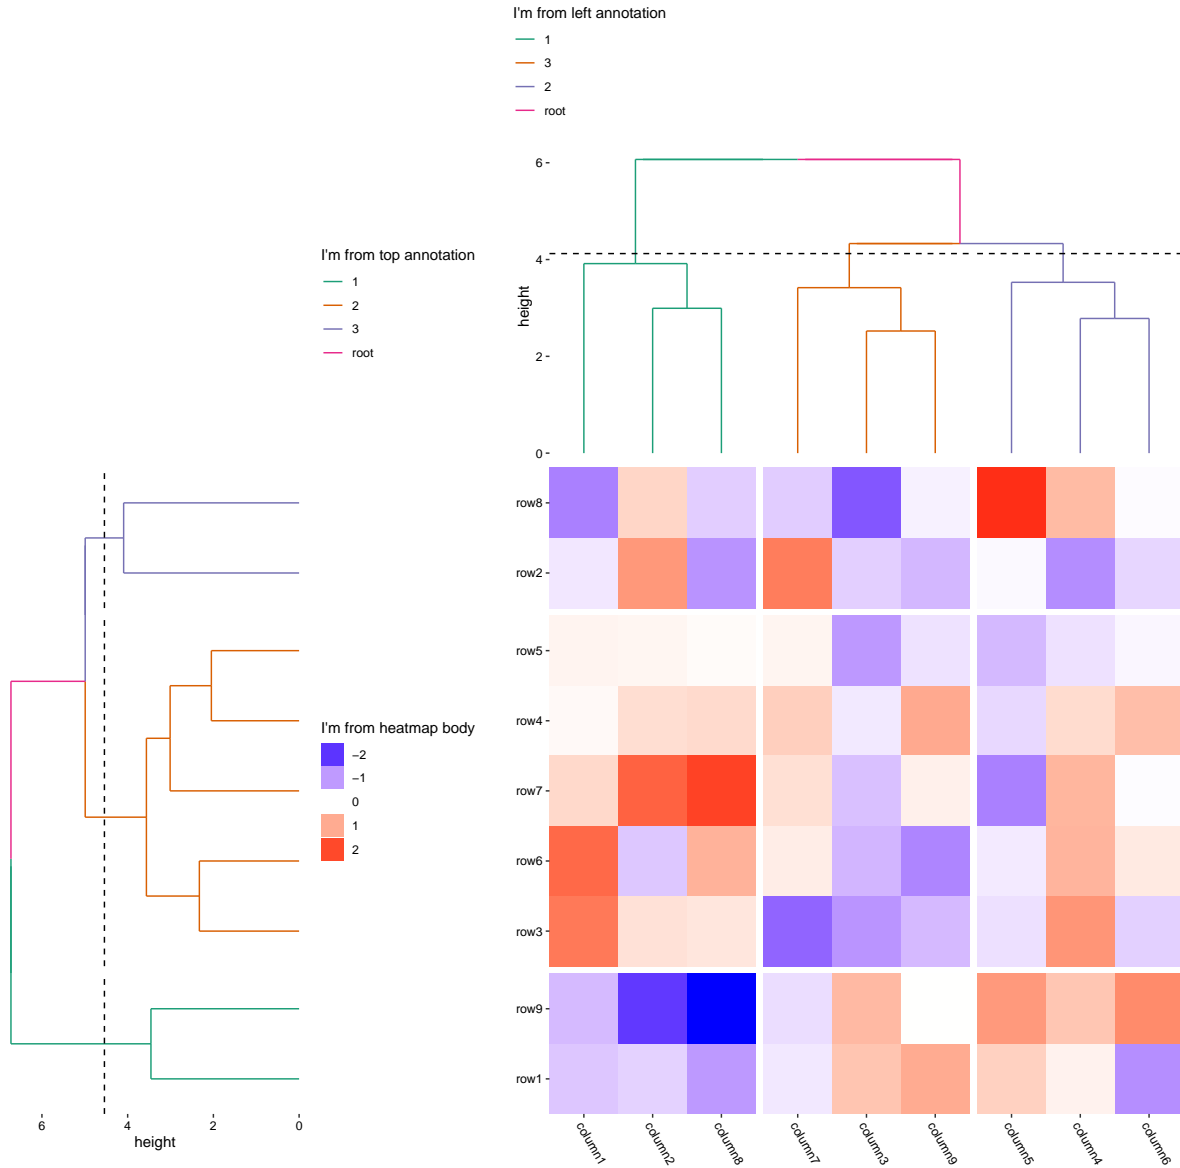 I'm from left annotation
1
3
2
root
6
4
2
0
height
I'm from top annotation
1
2
3
root
I'm from heatmap body
−2
−1
0
1
2
row8
row2
row5
row4
row7
row6
row3
row9
row1
6
4
2
0
height
column1
column2
column8
column7
column3
column9
column5
column4
column6